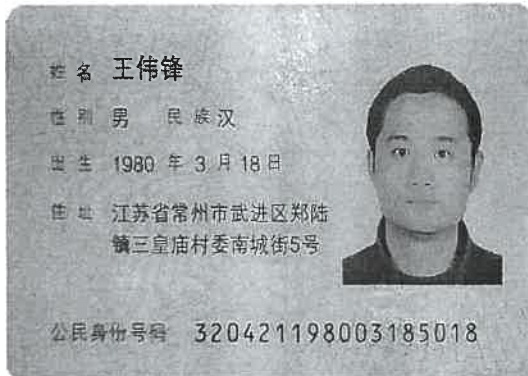 姓名 王伟锋
性别 男 民族 汉
出生 1980 年 3 月 18 日
住址 江苏省常州市武进区郑陆
镇三皇庙村委南城街5号
公民身份号码 320421198003185018